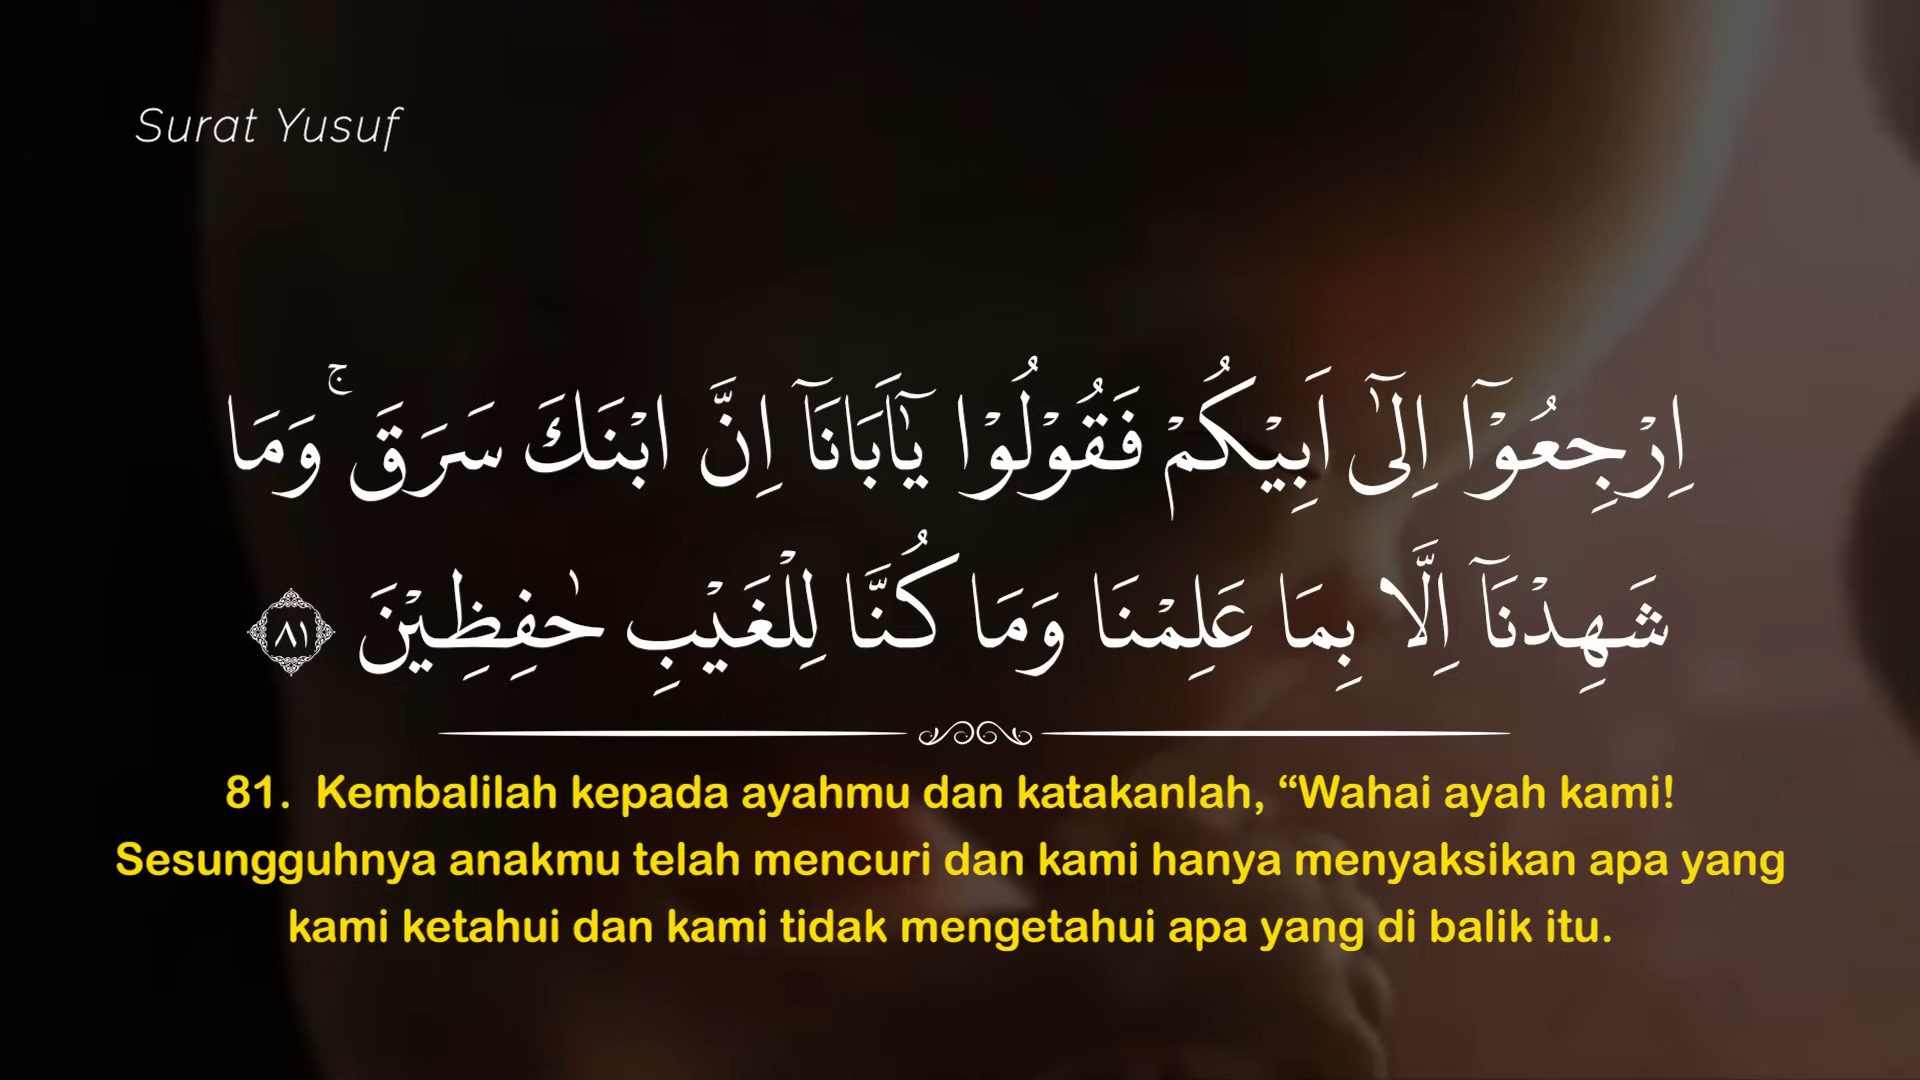 Surat Yusuf
اِرْجِعُوْٓا اِلٰٓى اَبِيْكُمْ فَقُوْلُوْا يٰٓاَبَانَآ اِنَّ ابْنَكَ سَرَقَۚ وَمَا
شَهِدْنَآ اِلَّا بِمَا عَلِمْنَا وَمَا كُنَّا لِلْغَيْبِ حٰفِظِيْنَ ٨١
81. Kembalilah kepada ayahmu dan katakanlah, “Wahai ayah kami!
Sesungguhnya anakmu telah mencuri dan kami hanya menyaksikan apa yang
kami ketahui dan kami tidak mengetahui apa yang di balik itu.